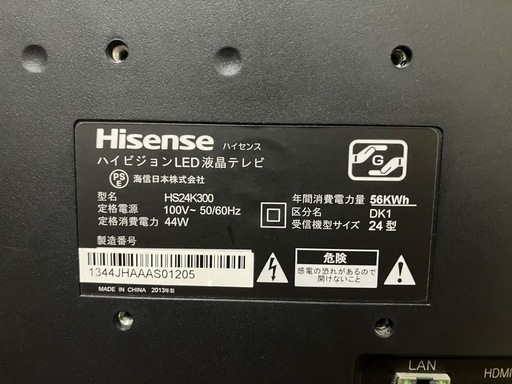 Hisense ハイセンス
ハイビジョンLED液晶テレビ
PS
E 海信日本株式会社
型名 HS24K300
定格電源 100V~ 50/60Hz
定格消費電力 44W
製造番号
1344JHAAAS01205
MADE IN CHINA 2013年製
G
年間消費電力量 56KWh
区分名 DK1
受信機型サイズ 24 型
危険
感電の恐れがあるので
開けないこと
LAN
HDMI